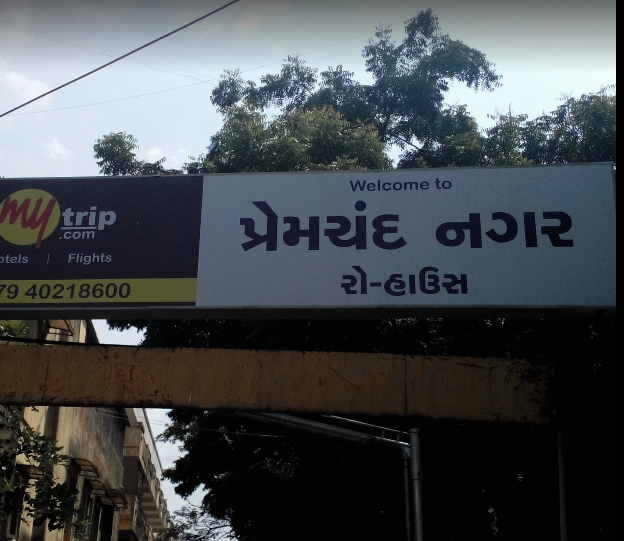 my trip
.com
otels | Flights
79 40218600
Welcome to
પ્રેમચંદ નગર
રો-હાઉસ